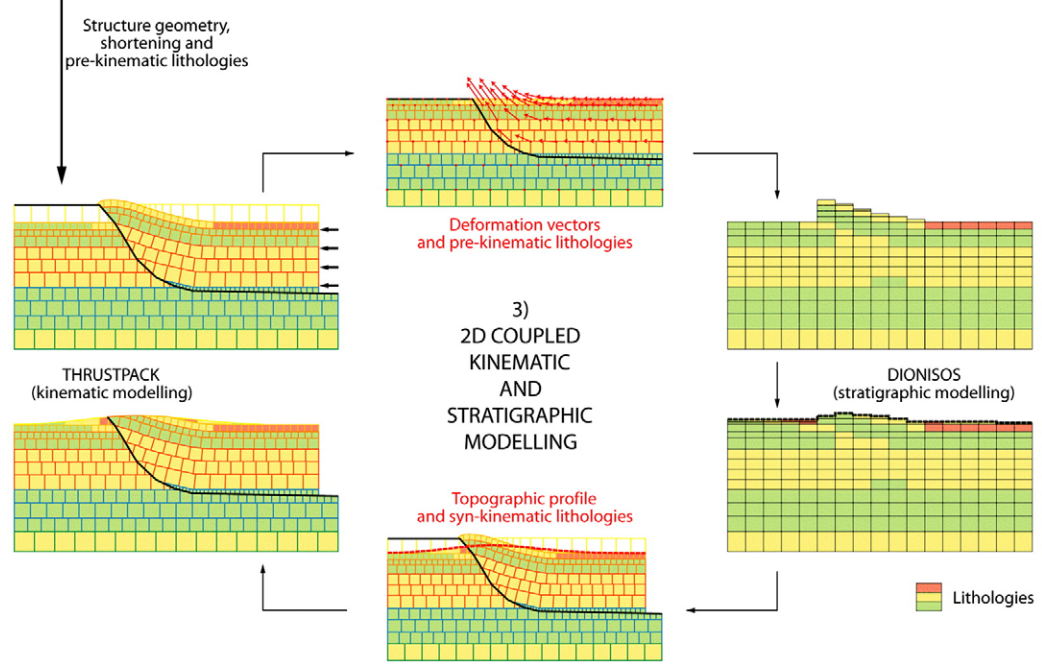 Structure geometry,
shortening and
pre-kinematic lithologies
Deformation vectors
and pre-kinematic lithologies
3)
2D COUPLED
KINEMATIC
AND
STRATIGRAPHIC
MODELLING
THRUSTPACK
(kinematic modelling)
DIONISOS
(stratigraphic modelling)
Topographic profile
and syn-kinematic lithologies
Lithologies